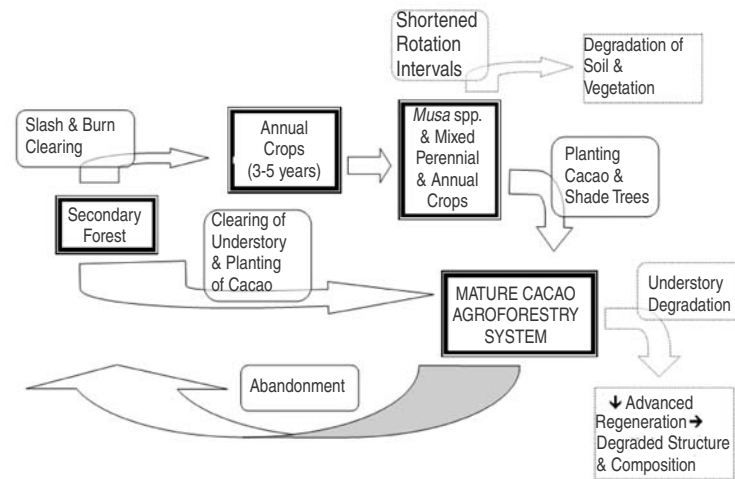 Shortened
Rotation
Intervals
Degradation of
Soil &
Vegetation
Slash & Burn
Clearing
Annual
Crops
(3-5 years)
Musa spp.
& Mixed
Perennial
& Annual
Crops
Planting
Cacao &
Shade Trees
Secondary
Forest
Clearing of
Understory
& Planting
of Cacao
MATURE CACAO
AGROFORESTRY
SYSTEM
Understory
Degradation
Abandonment
↓ Advanced
Regeneration →
Degraded Structure
& Composition